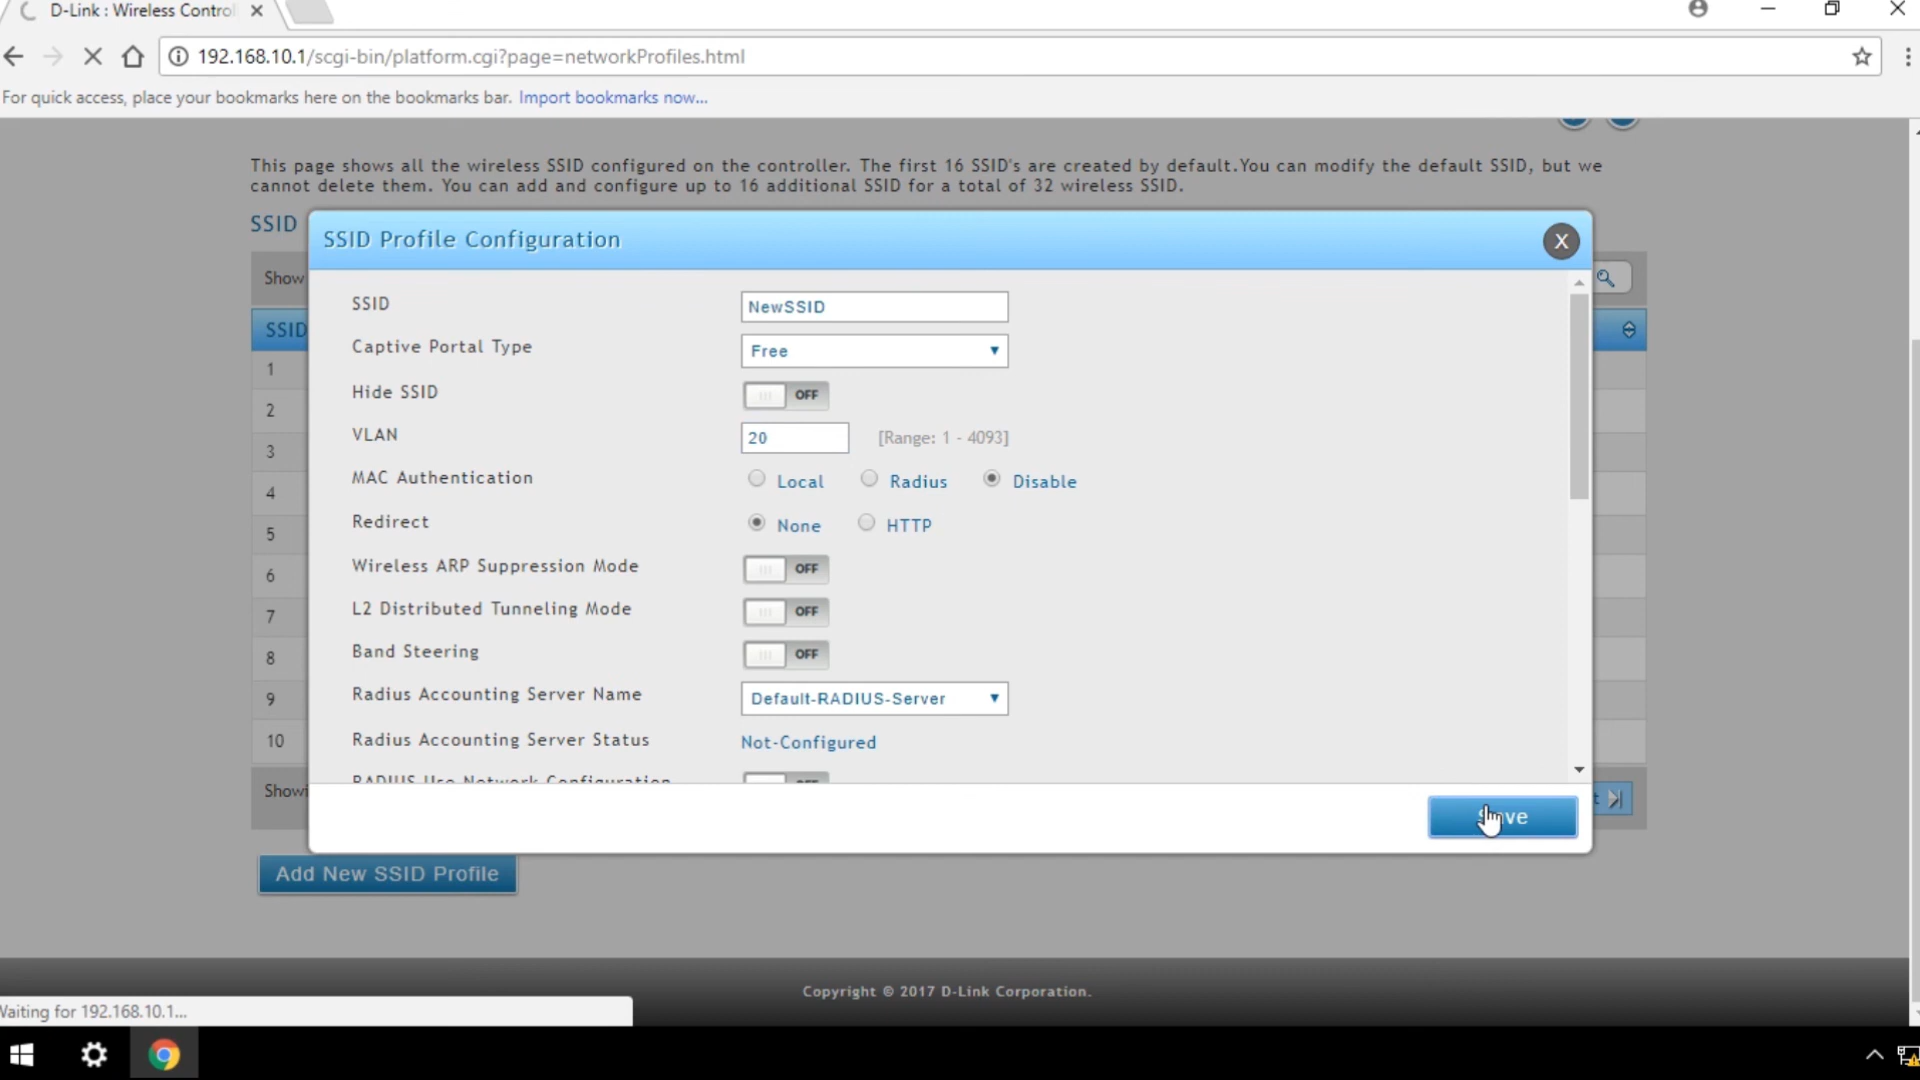 D-Link : Wireless Control
192.168.10.1/scgi-bin/platform.cgi?page=networkProfiles.html
For quick access, place your bookmarks here on the bookmarks bar. Import bookmarks now...
This page shows all the wireless SSID configured on the controller. The first 16 SSID's are created by default.You can modify the default SSID, but we
cannot delete them. You can add and configure up to 16 additional SSID for a total of 32 wireless SSID.
SSID
SSID Profile Configuration
X
Show
SSID
1
2
3
4
5
6
7
8
9
10
SSID NewSSID
Captive Portal Type Free
Hide SSID OFF
VLAN 20 [Range: 1 - 4093]
MAC Authentication Local Radius Disable
Redirect None HTTP
Wireless ARP Suppression Mode OFF
L2 Distributed Tunneling Mode OFF
Band Steering OFF
Radius Accounting Server Name Default-RADIUS-Server
Radius Accounting Server Status Not-Configured
RADIUS Use Network Configuration OFF
Save
Add New SSID Profile
Copyright © 2017 D-Link Corporation.
Waiting for 192.168.10.1...